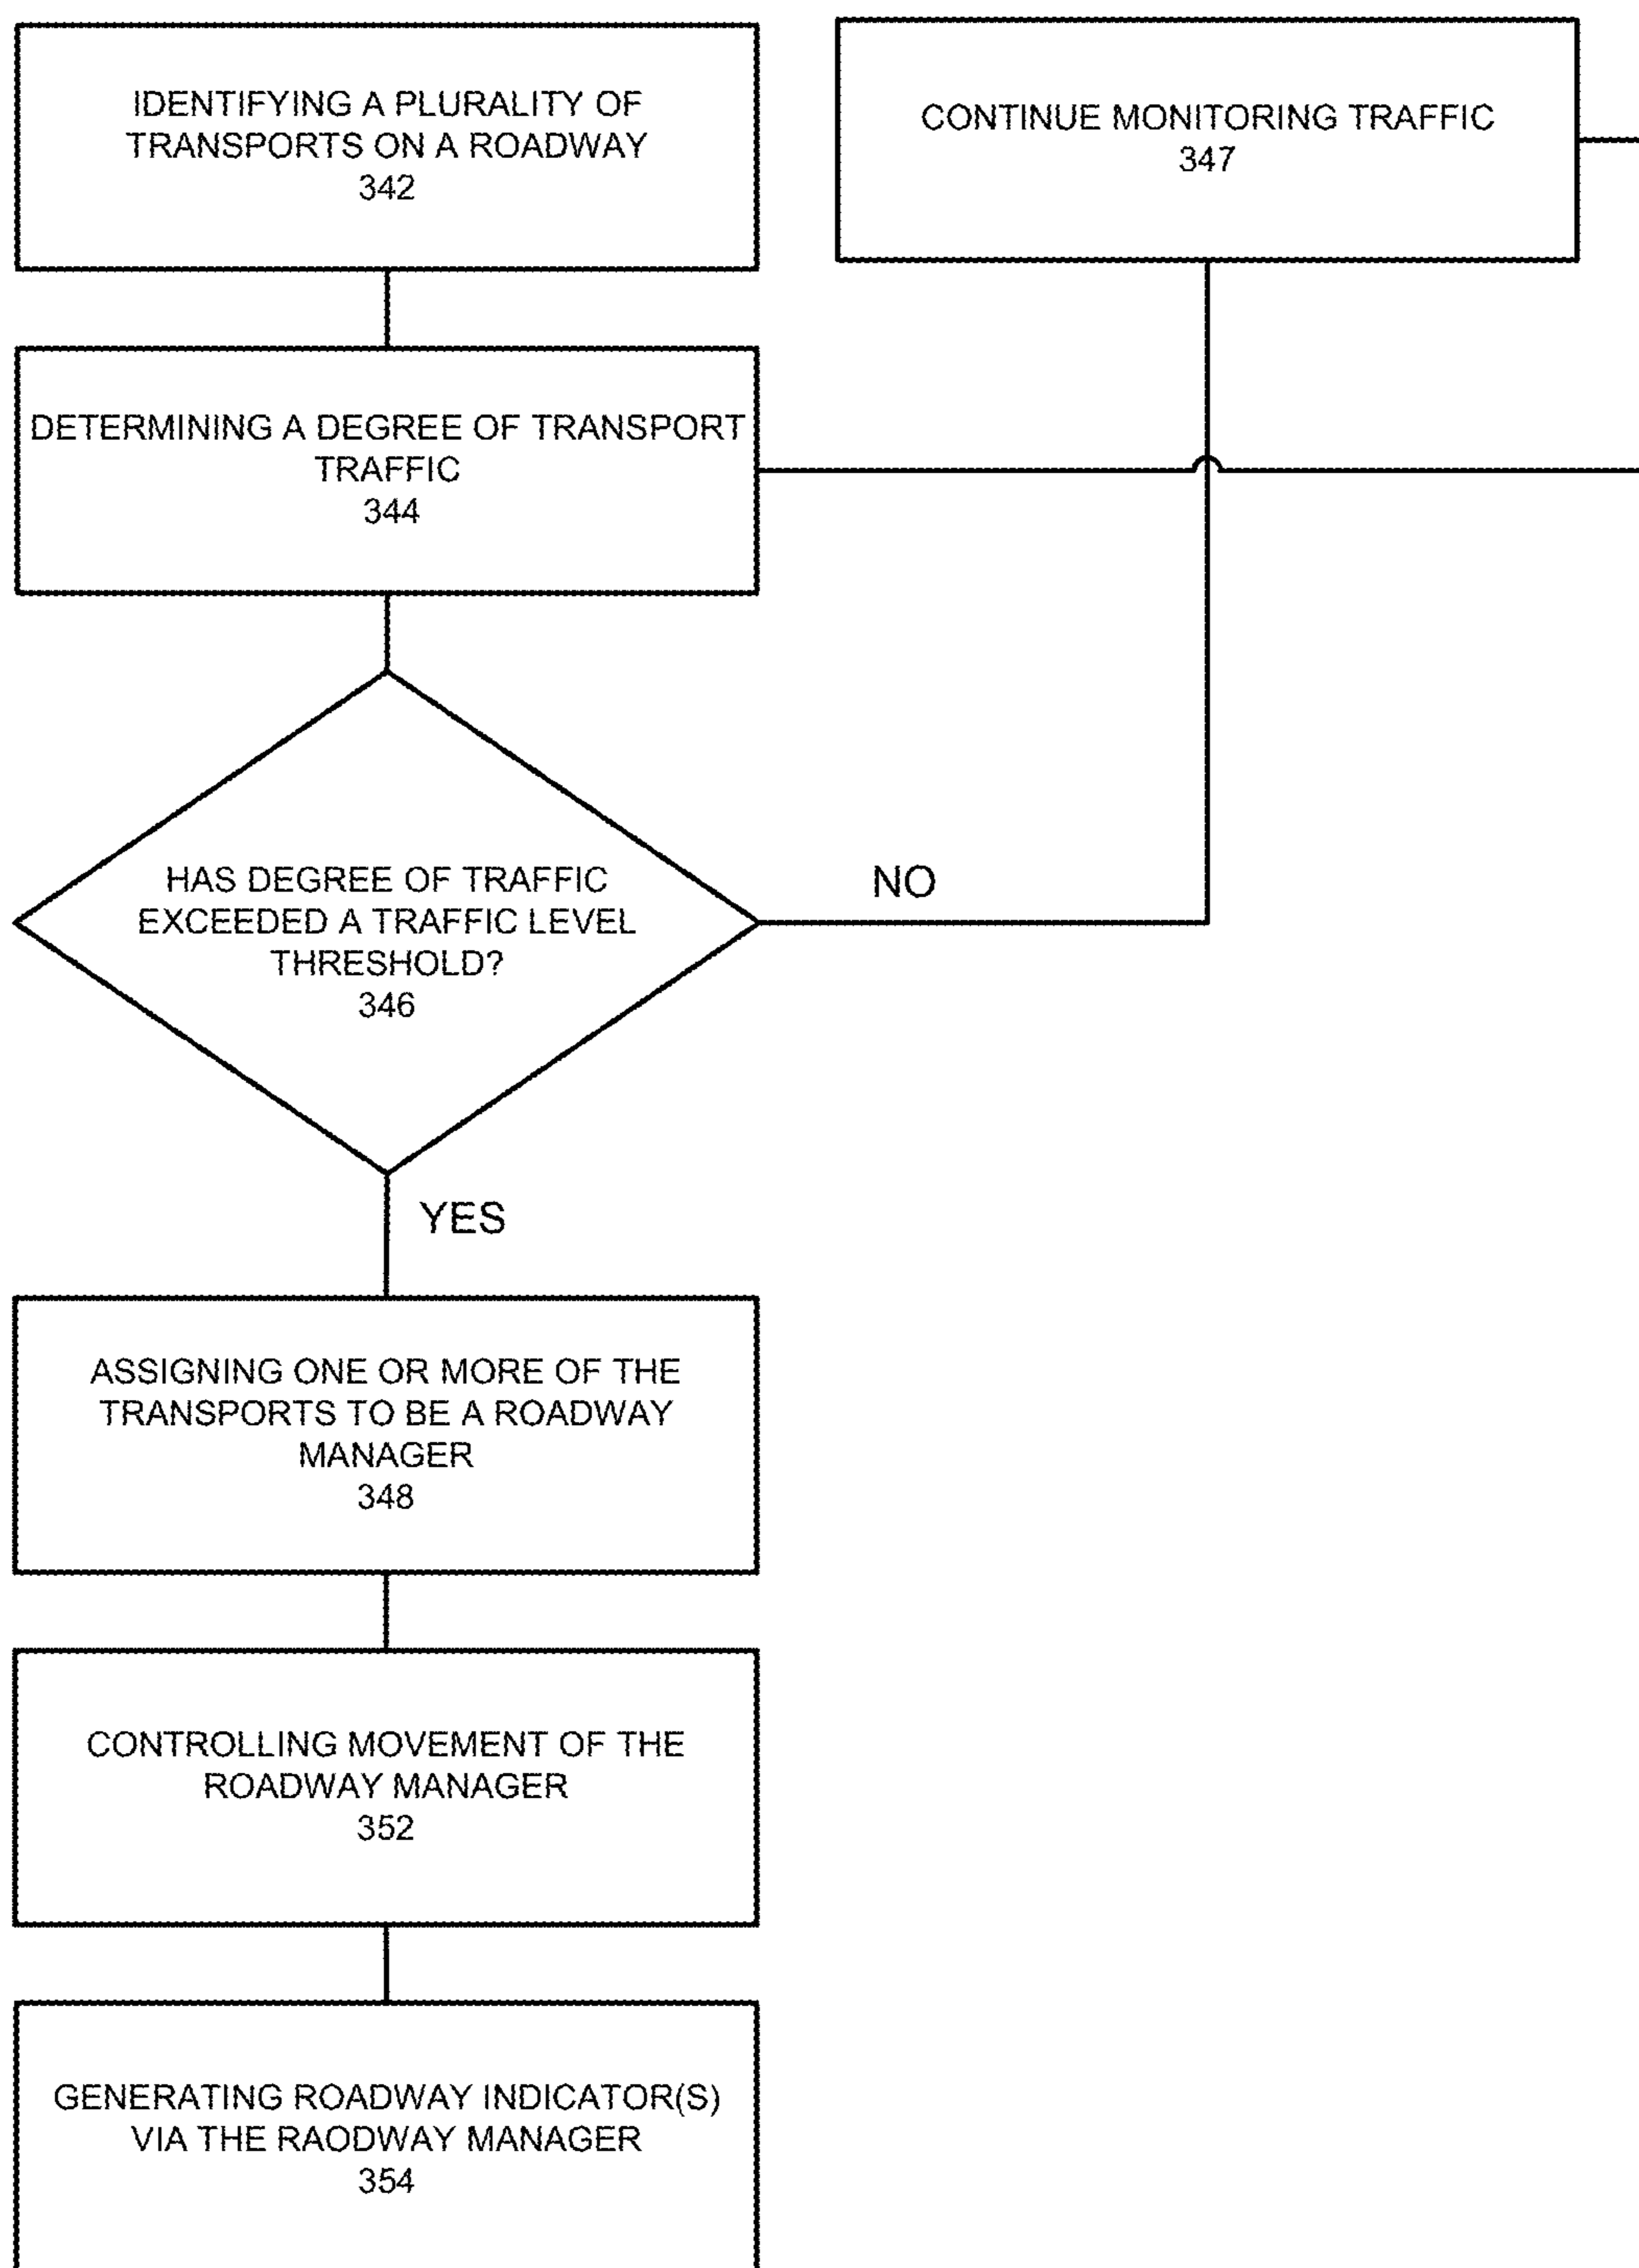 IDENTIFYING A PLURALITY OF
TRANSPORTS ON A ROADWAY
342
CONTINUE MONITORING TRAFFIC
347
DETERMINING A DEGREE OF TRANSPORT
TRAFFIC
344
HAS DEGREE OF TRAFFIC
EXCEEDED A TRAFFIC LEVEL
THRESHOLD?
346
NO
YES
ASSIGNING ONE OR MORE OF THE
TRANSPORTS TO BE A ROADWAY
MANAGER
348
CONTROLLING MOVEMENT OF THE
ROADWAY MANAGER
352
GENERATING ROADWAY INDICATOR(S)
VIA THE RAODWAY MANAGER
354